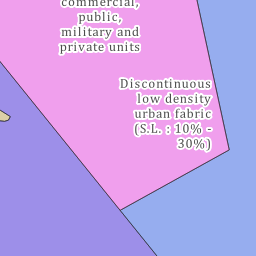 commercial,
public,
military and
private units
Discontinuous
low density
urban fabric
(S.L. : 10% -
30%)